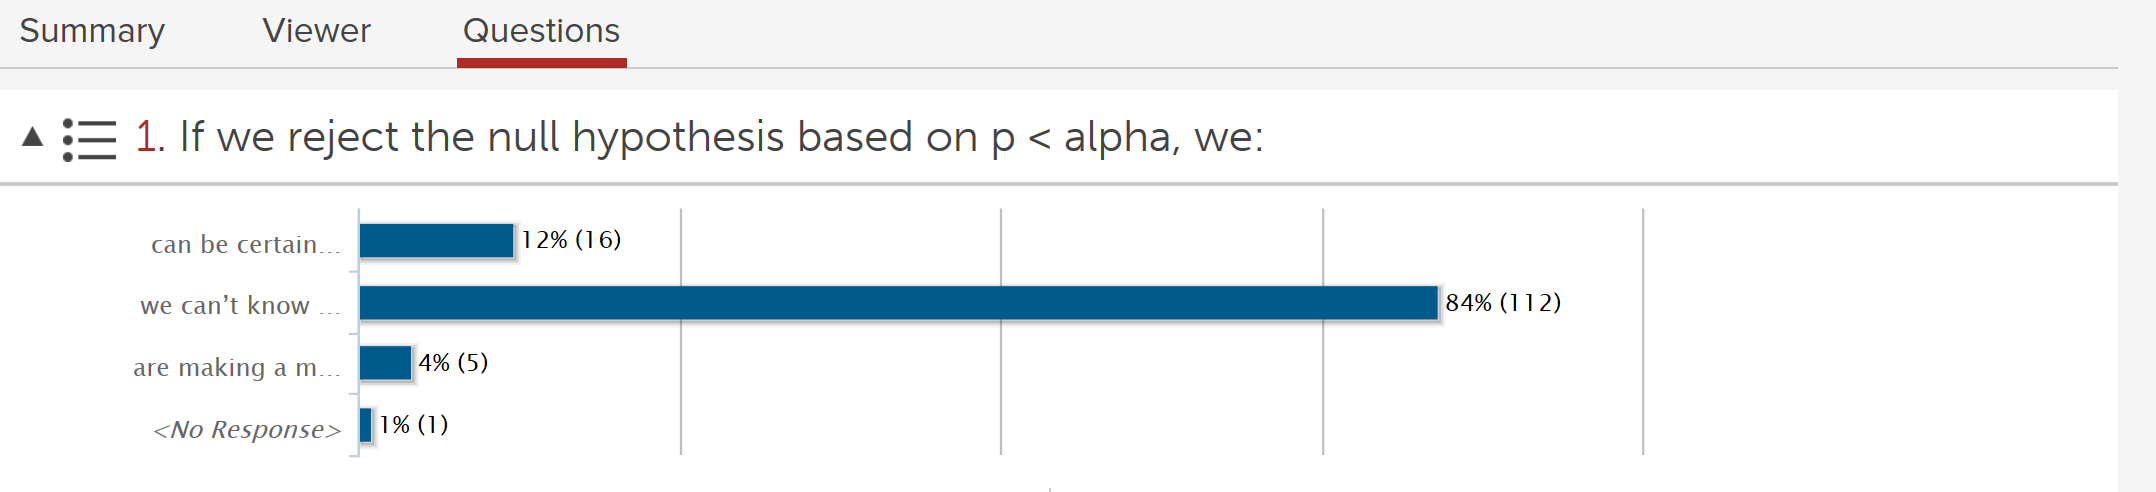 Summary Viewer Questions
1. If we reject the null hypothesis based on p < alpha, we:
can be certain... 12% (16)
we can’t know ... 84% (112)
are making a m... 4% (5)
<No Response> 1% (1)